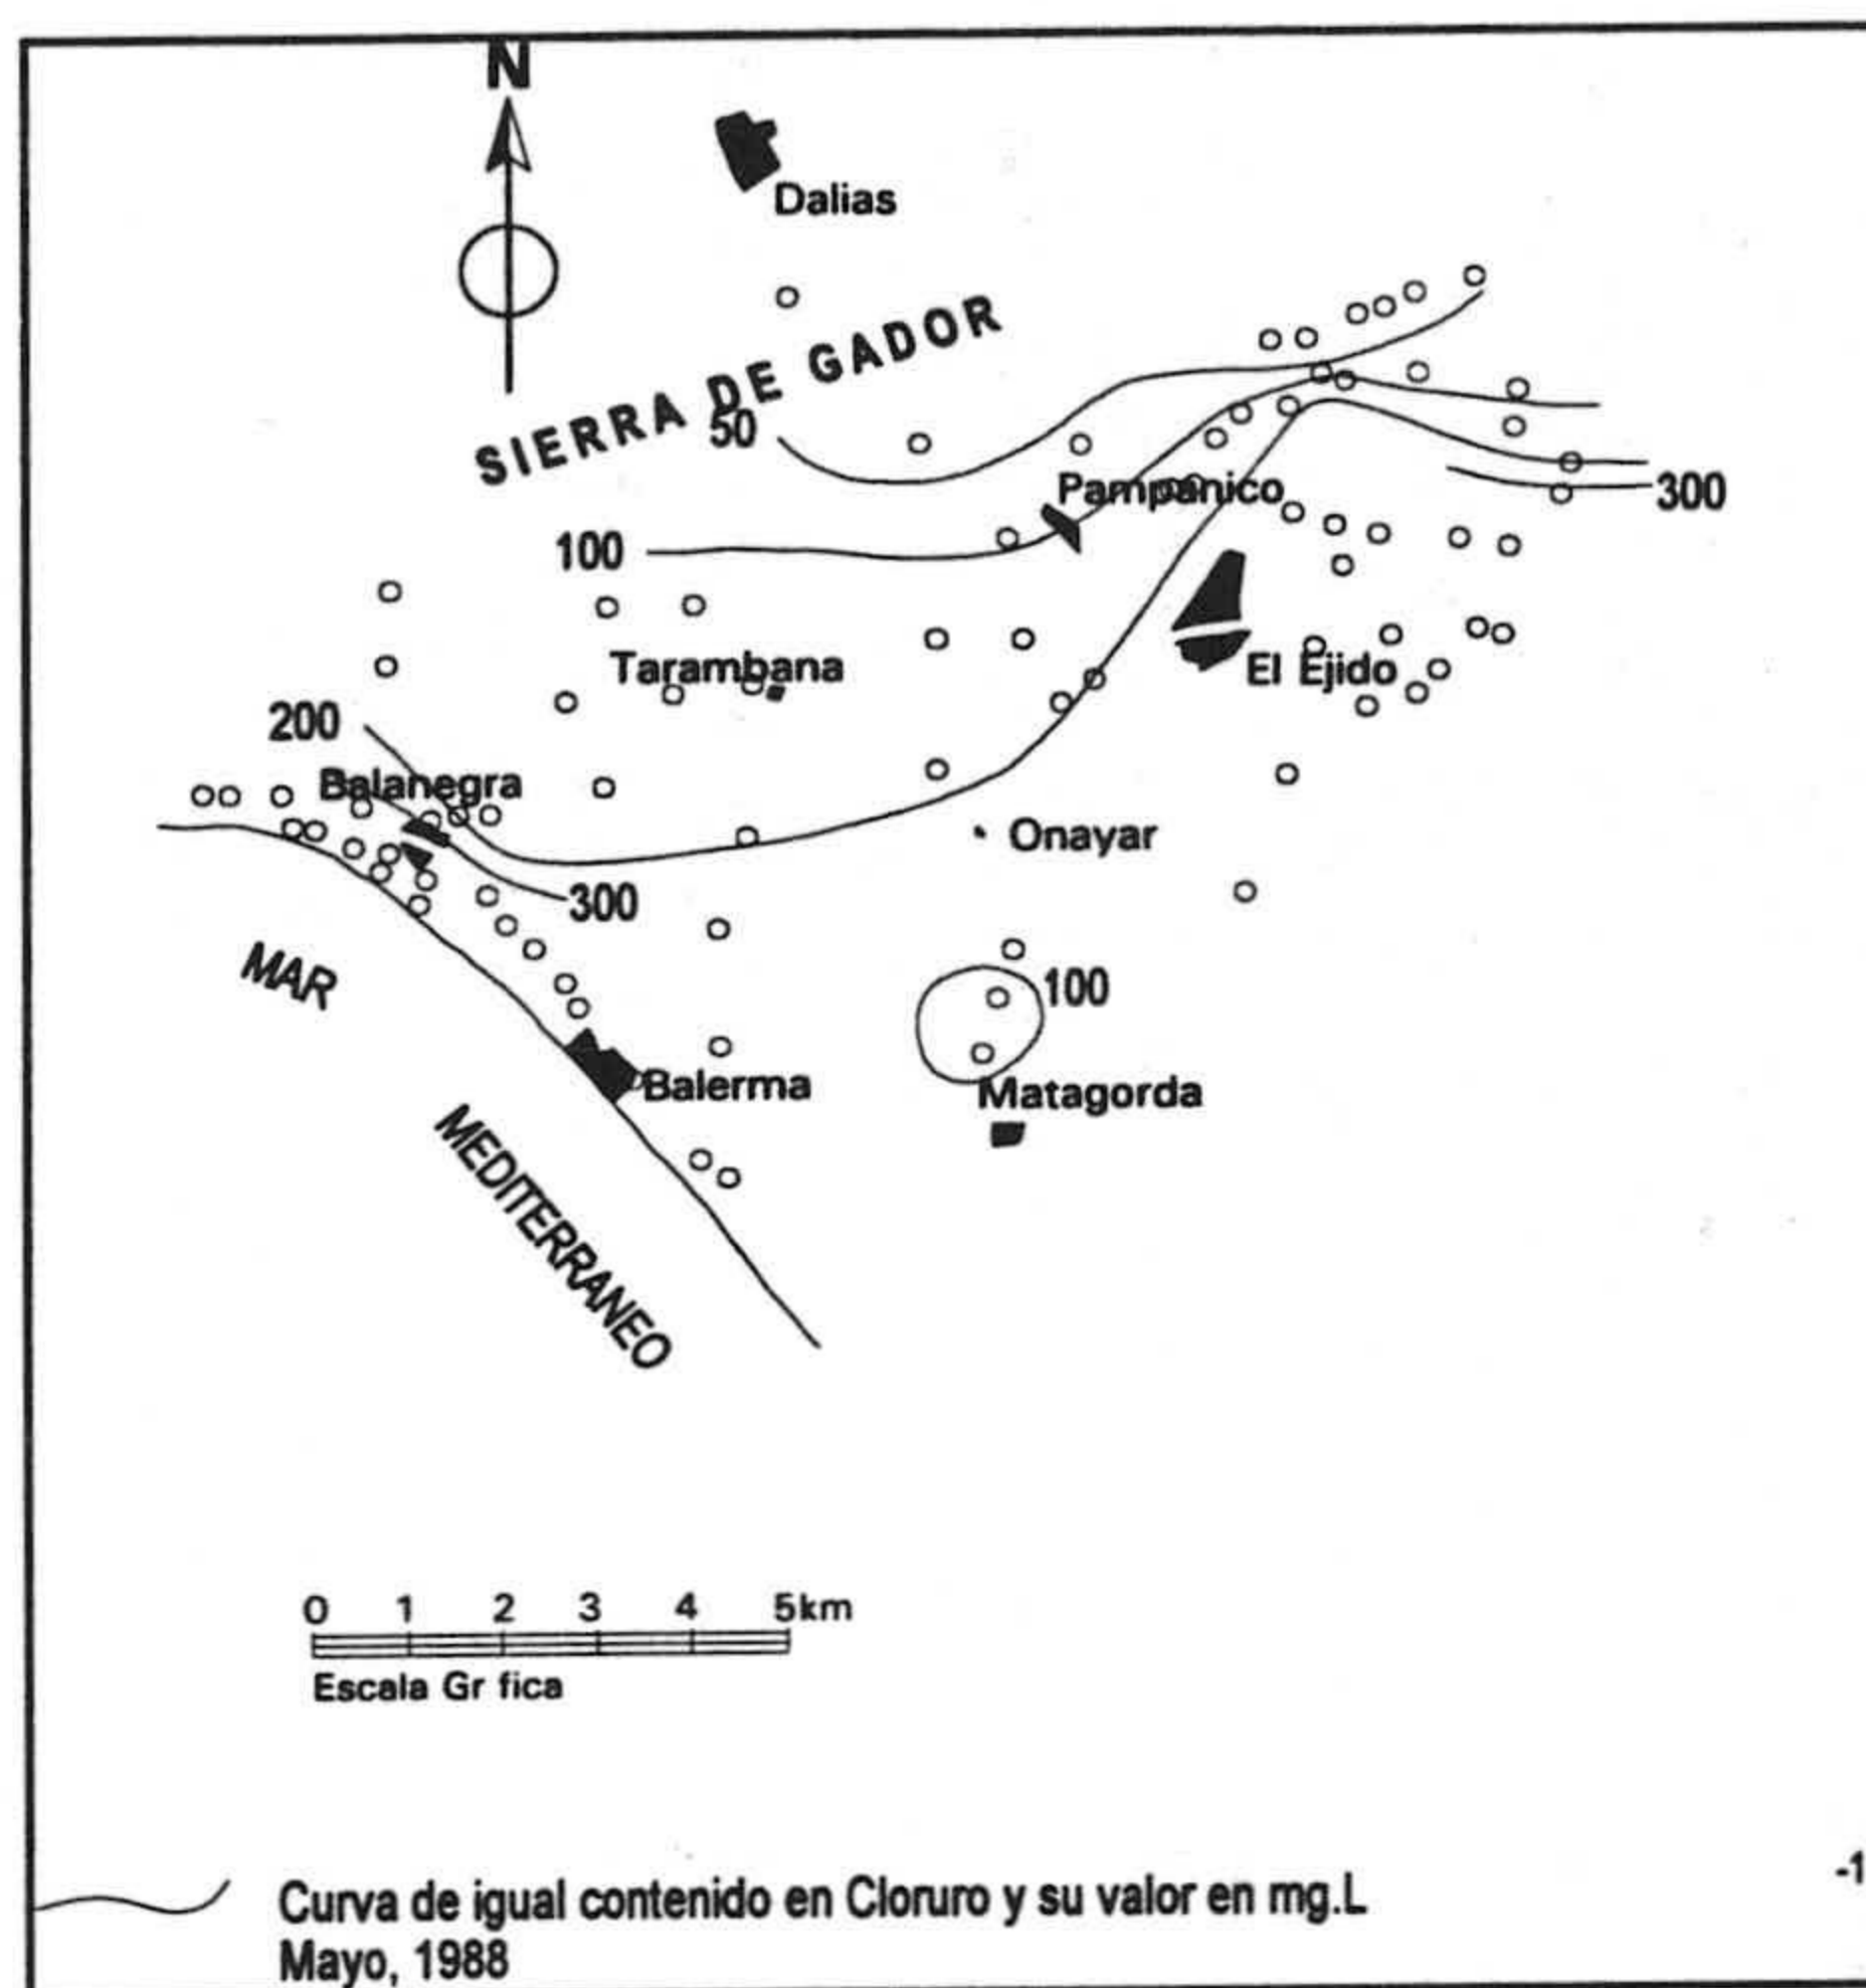 N
Dalias
SIERRA DE GADOR
50
Pampanico
300
100
Tarambana
El Ejido
200
Balanegra
Onayar
300
MAR
100
Balerma
Matagorda
MEDITERRANEO
0 1 2 3 4 5km
Escala Gr fica
-1
Curva de igual contenido en Cloruro y su valor en mg.L
Mayo, 1988